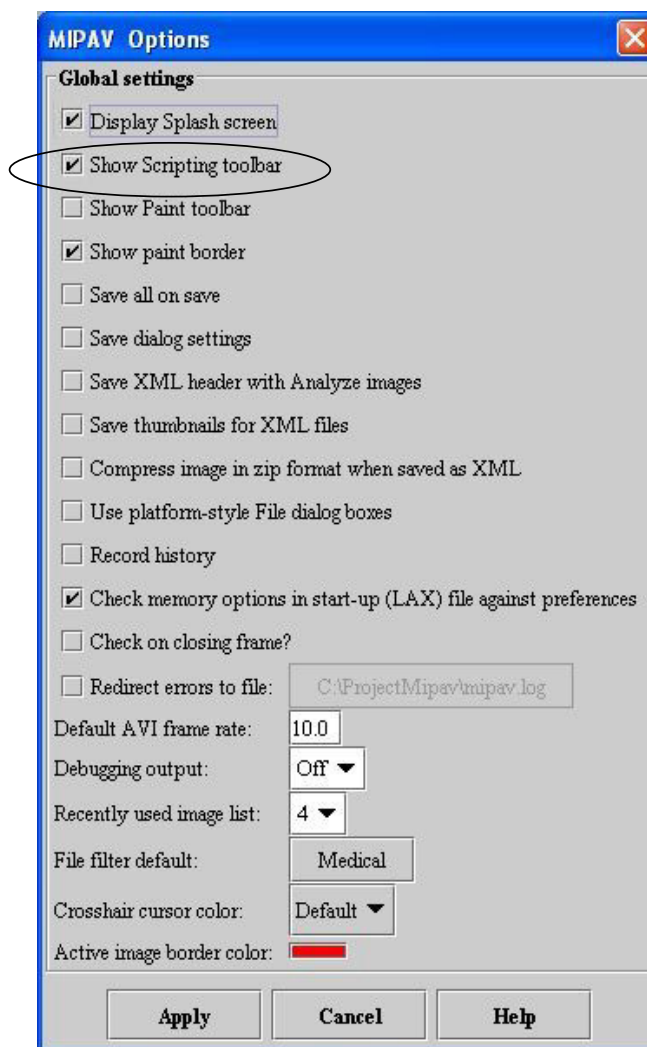 MIPAV Options
Global settings
Display Splash screen
Show Scripting toolbar
Show Paint toolbar
Show paint border
Save all on save
Save dialog settings
Save XML header with Analyze images
Save thumbnails for XML files
Compress image in zip format when saved as XML
Use platform-style File dialog boxes
Record history
Check memory options in start-up (LAX) file against preferences
Check on closing frame?
Redirect errors to file: C:\ProjectMipav\mipav.log
Default AVI frame rate: 10.0
Debugging output: Off
Recently used image list: 4
File filter default: Medical
Crosshair cursor color: Default
Active image border color:
Apply Cancel Help